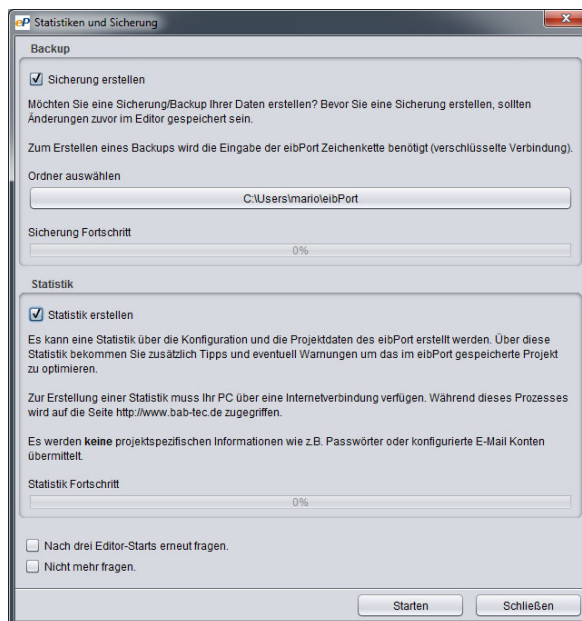 eP Statistiken und Sicherung
Backup
Sicherung erstellen
Möchten Sie eine Sicherung/Backup Ihrer Daten erstellen? Bevor Sie eine Sicherung erstellen, sollten
Änderungen zuvor im Editor gespeichert sein.
Zum Erstellen eines Backups wird die Eingabe der eibPort Zeichenkette benötigt (verschlüsselte Verbindung).
Ordner auswählen
C:\Users\mario\eibPort
Sicherung Fortschritt
0%
Statistik
Statistik erstellen
Es kann eine Statistik über die Konfiguration und die Projektdaten des eibPort erstellt werden. Über diese
Statistik bekommen Sie zusätzlich Tipps und eventuell Warnungen um das im eibPort gespeicherte Projekt
zu optimieren.
Zur Erstellung einer Statistik muss Ihr PC über eine Internetverbindung verfügen. Während dieses Prozesses
wird auf die Seite http://www.bab-tec.de zugegriffen.
Es werden keine projektspezifischen Informationen wie z.B. Passwörter oder konfigurierte E-Mail Konten
übermittelt.
Statistik Fortschritt
0%
Nach drei Editor-Starts erneut fragen.
Nicht mehr fragen.
Starten
Schließen